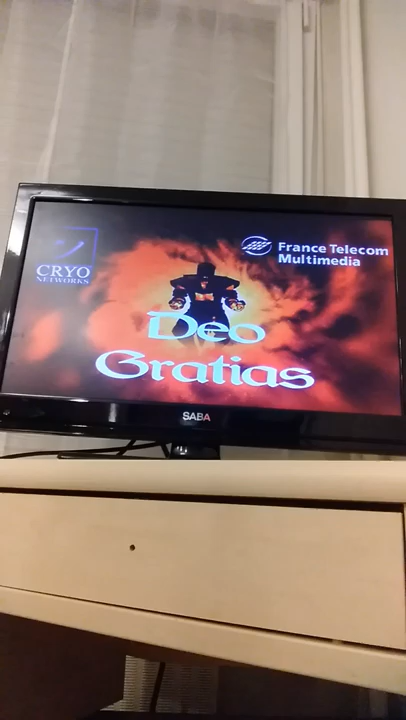 CRYO
NETWORKS
France Telecom
Multimedia
Deo
Gratias
SABA